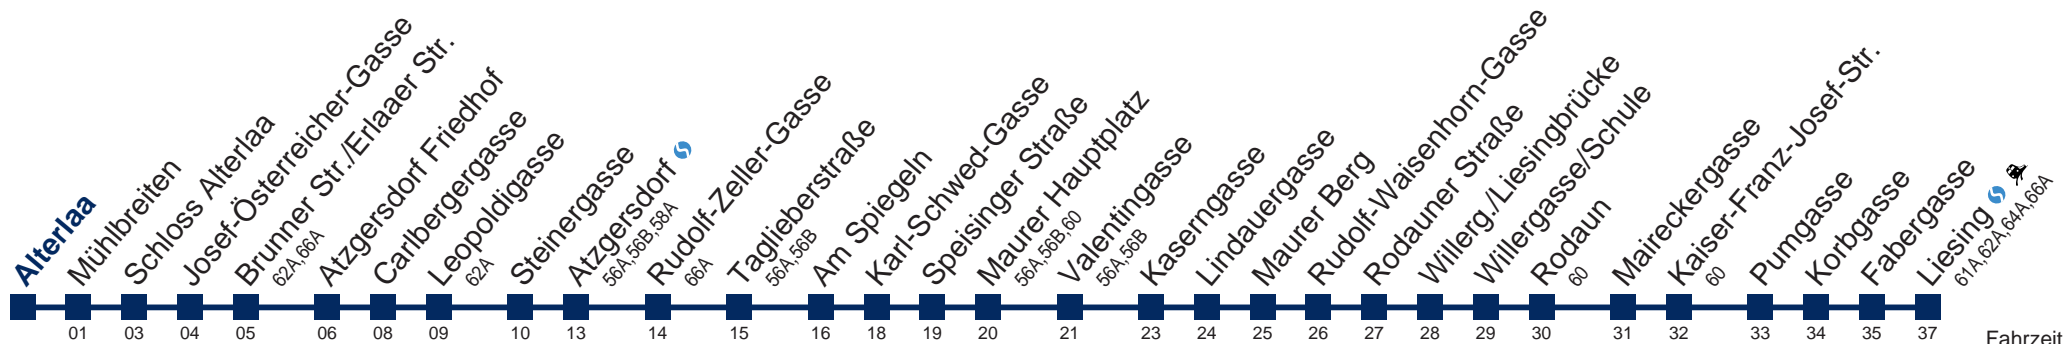 Alterlaa
Mühlbreiten
Schloss Alterlaa
Josef-Österreicher-Gasse
Brunner Str./Erlaaer Str.
62A,66A
Atzgersdorf Friedhof
Carlbergergasse
Leopoldigasse
62A
Steinergasse
Atzgersdorf
56A,56B,58A
Rudolf-Zeller-Gasse
66A
Taglieberstraße
56A,56B
Am Spiegeln
Karl-Schwed-Gasse
Speisinger Straße
Maurer Hauptplatz
56A,56B,60
Valentingasse
56A,56B
Kaserngasse
Lindauergasse
Maurer Berg
Rudolf-Waisenhorn-Gasse
Rodauner Straße
Willerg./Liesingbrücke
Willergasse/Schule
Rodaun
60
Maireckergasse
Kaiser-Franz-Josef-Str.
60
Pumgasse
Korbgasse
Fabergasse
Liesing
61A,62A,64A,66A
01 03 04 05 06 08 09 10 13 14 15 16 18 19 20 21 23 24 25 26 27 28 29 30 31 32 33 34 35 37
Fahrzeit